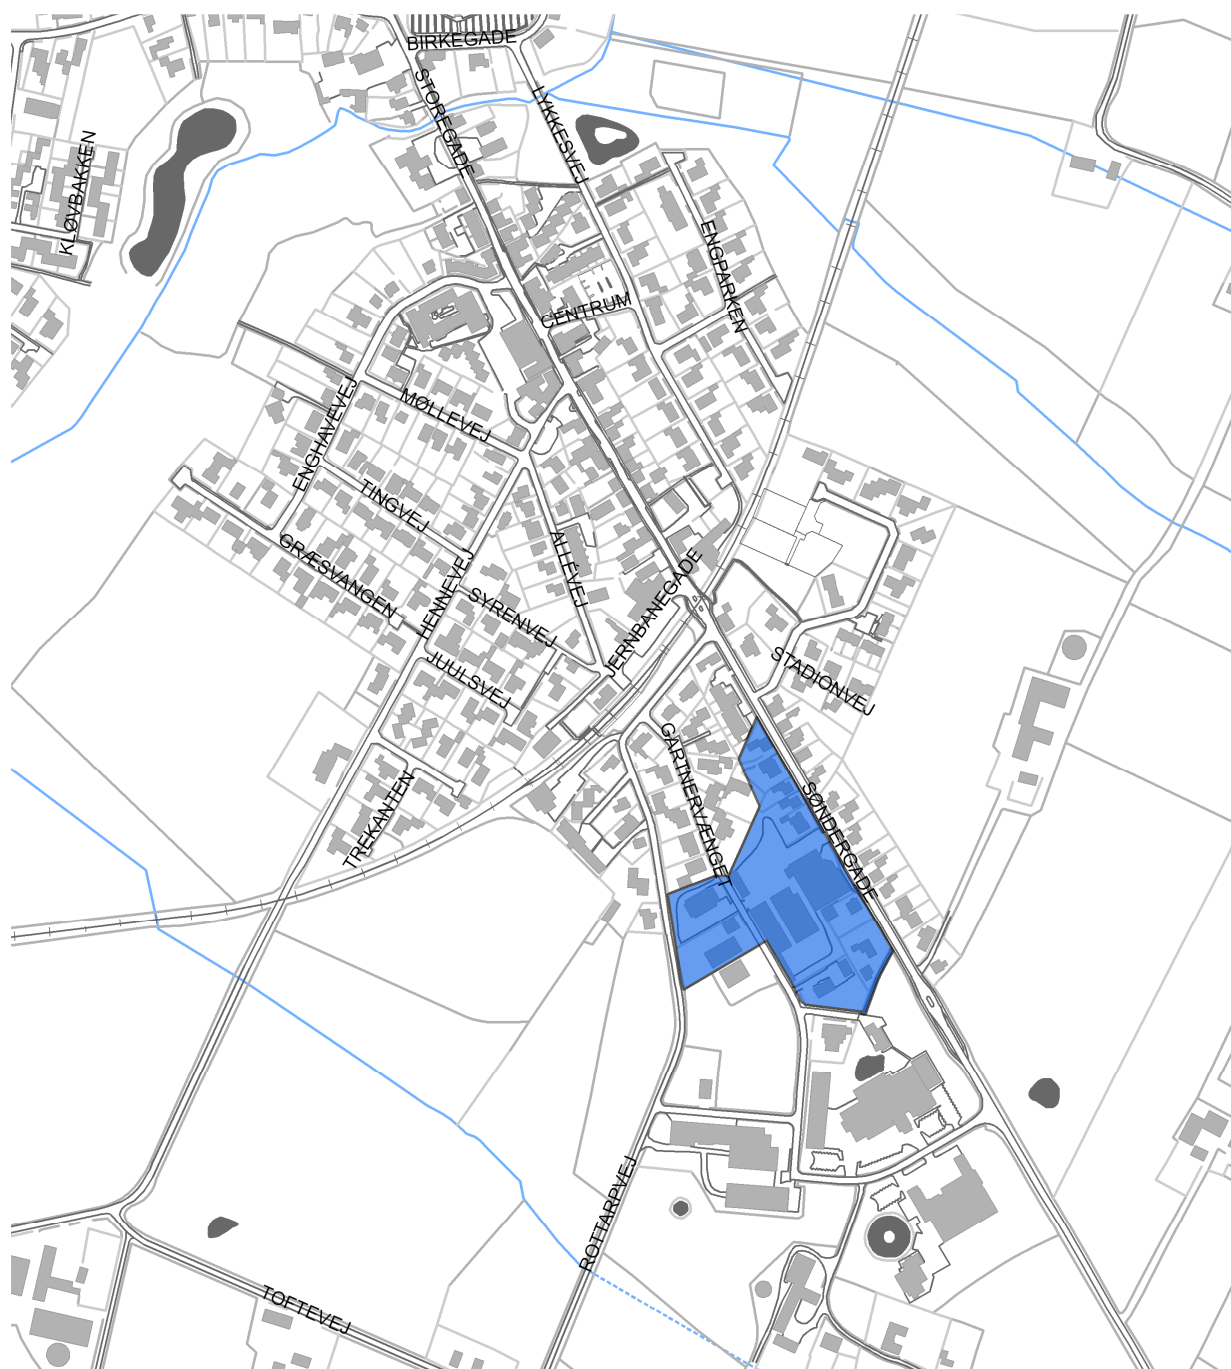 BIRKEGADE
STOREGADE
LYKKESVEJ
KLØVBAKKEN
ENGPARKEN
CENTRUM
ENGHAVEVEJ
MØLLEVEJ
TINGVEJ
GRÆSVANGEN
HENNEVEJ
ALLÉVEJ
SYRENVEJ
JERNBANEGADE
JUULSVEJ
STADIONVEJ
GARTNERVÆNGET
SØNDERGADE
TREKANTEN
ROTTARPVEJ
TOFTEVEJ